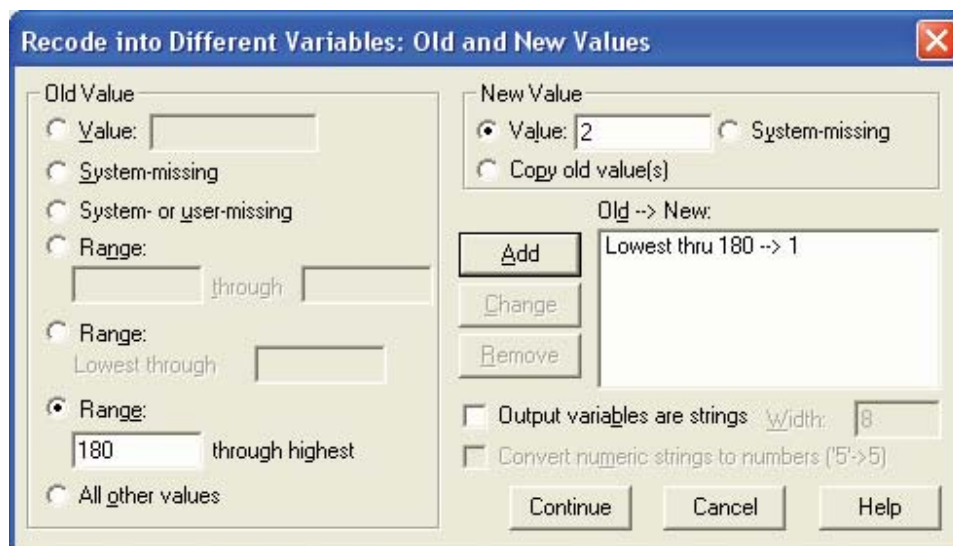 Recode into Different Variables: Old and New Values
Old Value
Value:
System-missing
System- or user-missing
Range:
through
Range:
Lowest through
Range:
180 through highest
All other values
New Value
Value: 2 System-missing
Copy old value(s)
Old --> New:
Add
Change
Remove
Lowest thru 180 --> 1
Output variables are strings Width: 8
Convert numeric strings to numbers ('5'->5)
Continue Cancel Help